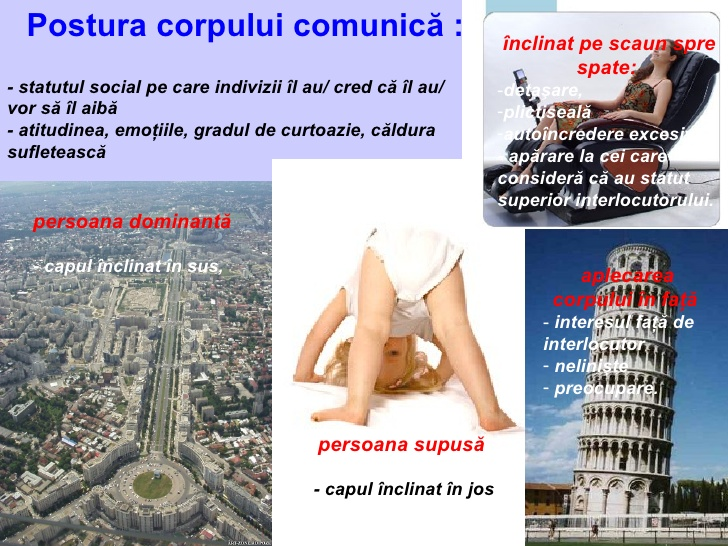 Postura corpului comunică :
- statutul social pe care indivizii îl au/ cred că îl au/
vor să îl aibă
- atitudinea, emoțiile, gradul de curtoazie, căldura
sufletească
înclinat pe scaun spre
spate:
-detașare,
-plictiseală
apărare la cei care
consideră că au statut
superior interlocutorului.
persoana dominantă
- capul înclinat în sus,
persoana supusă
- capul înclinat în jos
aplecarea
corpului în față
- interesul față de
interlocutor
- neliniște
- preocupare.